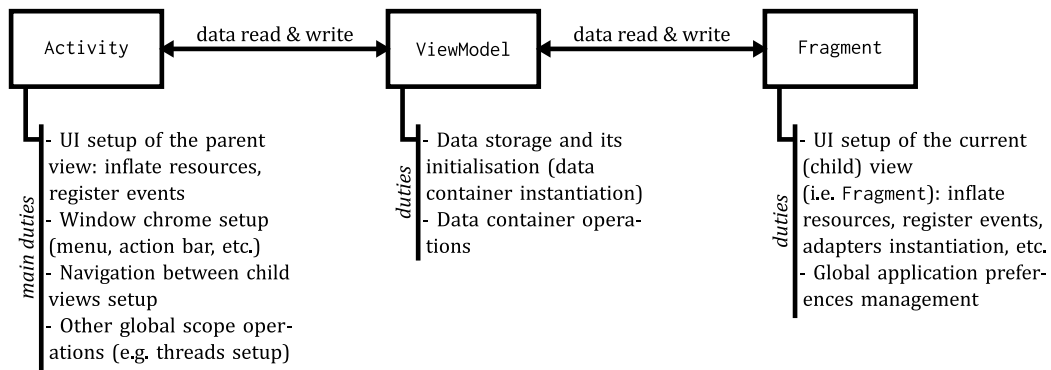 Activity
data read & write
ViewModel
data read & write
Fragment
main duties
- UI setup of the parent
view: inflate resources,
register events
- Window chrome setup
(menu, action bar, etc.)
- Navigation between child
views setup
- Other global scope oper-
ations (e.g. threads setup)
duties
- Data storage and its
initialisation (data
container instantiation)
- Data container opera-
tions
duties
- UI setup of the current
(child) view
(i.e. Fragment): inflate
resources, register events,
adapters instantiation, etc.
- Global application prefer-
ences management